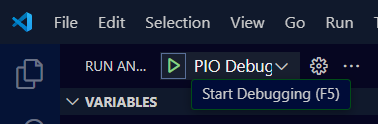 File Edit Selection View Go Run
RUN AN... PIO Debug
Start Debugging (F5)
VARIABLES